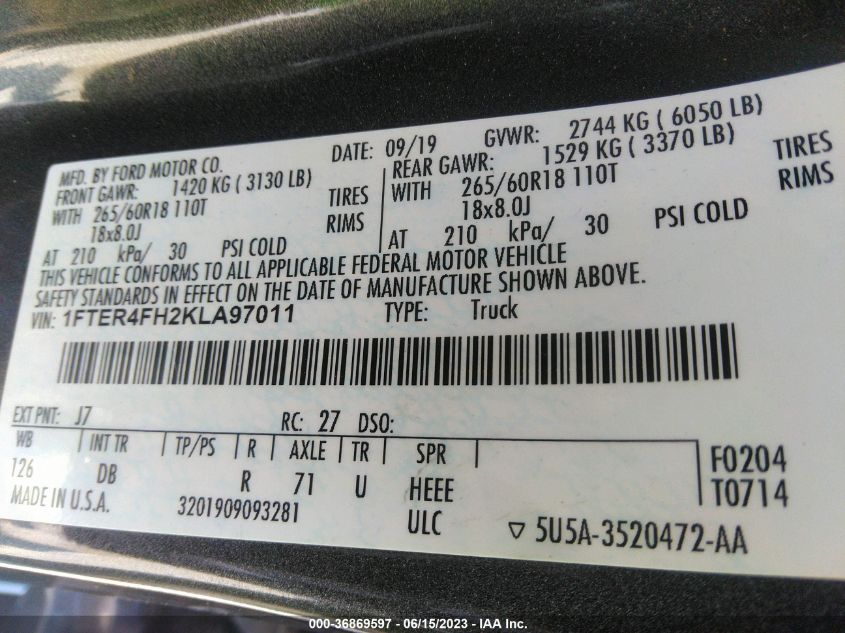 MFD. BY FORD MOTOR CO.
DATE: 09/19
GVWR: 2744 KG ( 6050 LB)
FRONT GAWR: 1420 KG ( 3130 LB)
WITH 265/60R18 110T TIRES
18x8.0J RIMS
AT 210 kPa/ 30 PSI COLD
REAR GAWR: 1529 KG ( 3370 LB)
WITH 265/60R18 110T TIRES
18x8.0J RIMS
AT 210 kPa/ 30 PSI COLD
THIS VEHICLE CONFORMS TO ALL APPLICABLE FEDERAL MOTOR VEHICLE
SAFETY STANDARDS IN EFFECT ON THE DATE OF MANUFACTURE SHOWN ABOVE.
VIN: 1FTER4FH2KLA97011 TYPE: Truck
EXT PNT: J7 RC: 27 DSO:
WB INT TR TP/PS R AXLE TR SPR
126 DB R 71 U HEEE
F0204
T0714
MADE IN U.S.A. 3201909093281 ULC
▽ 5U5A-3520472-AA
000-36869597 - 06/15/2023 - IAA Inc.